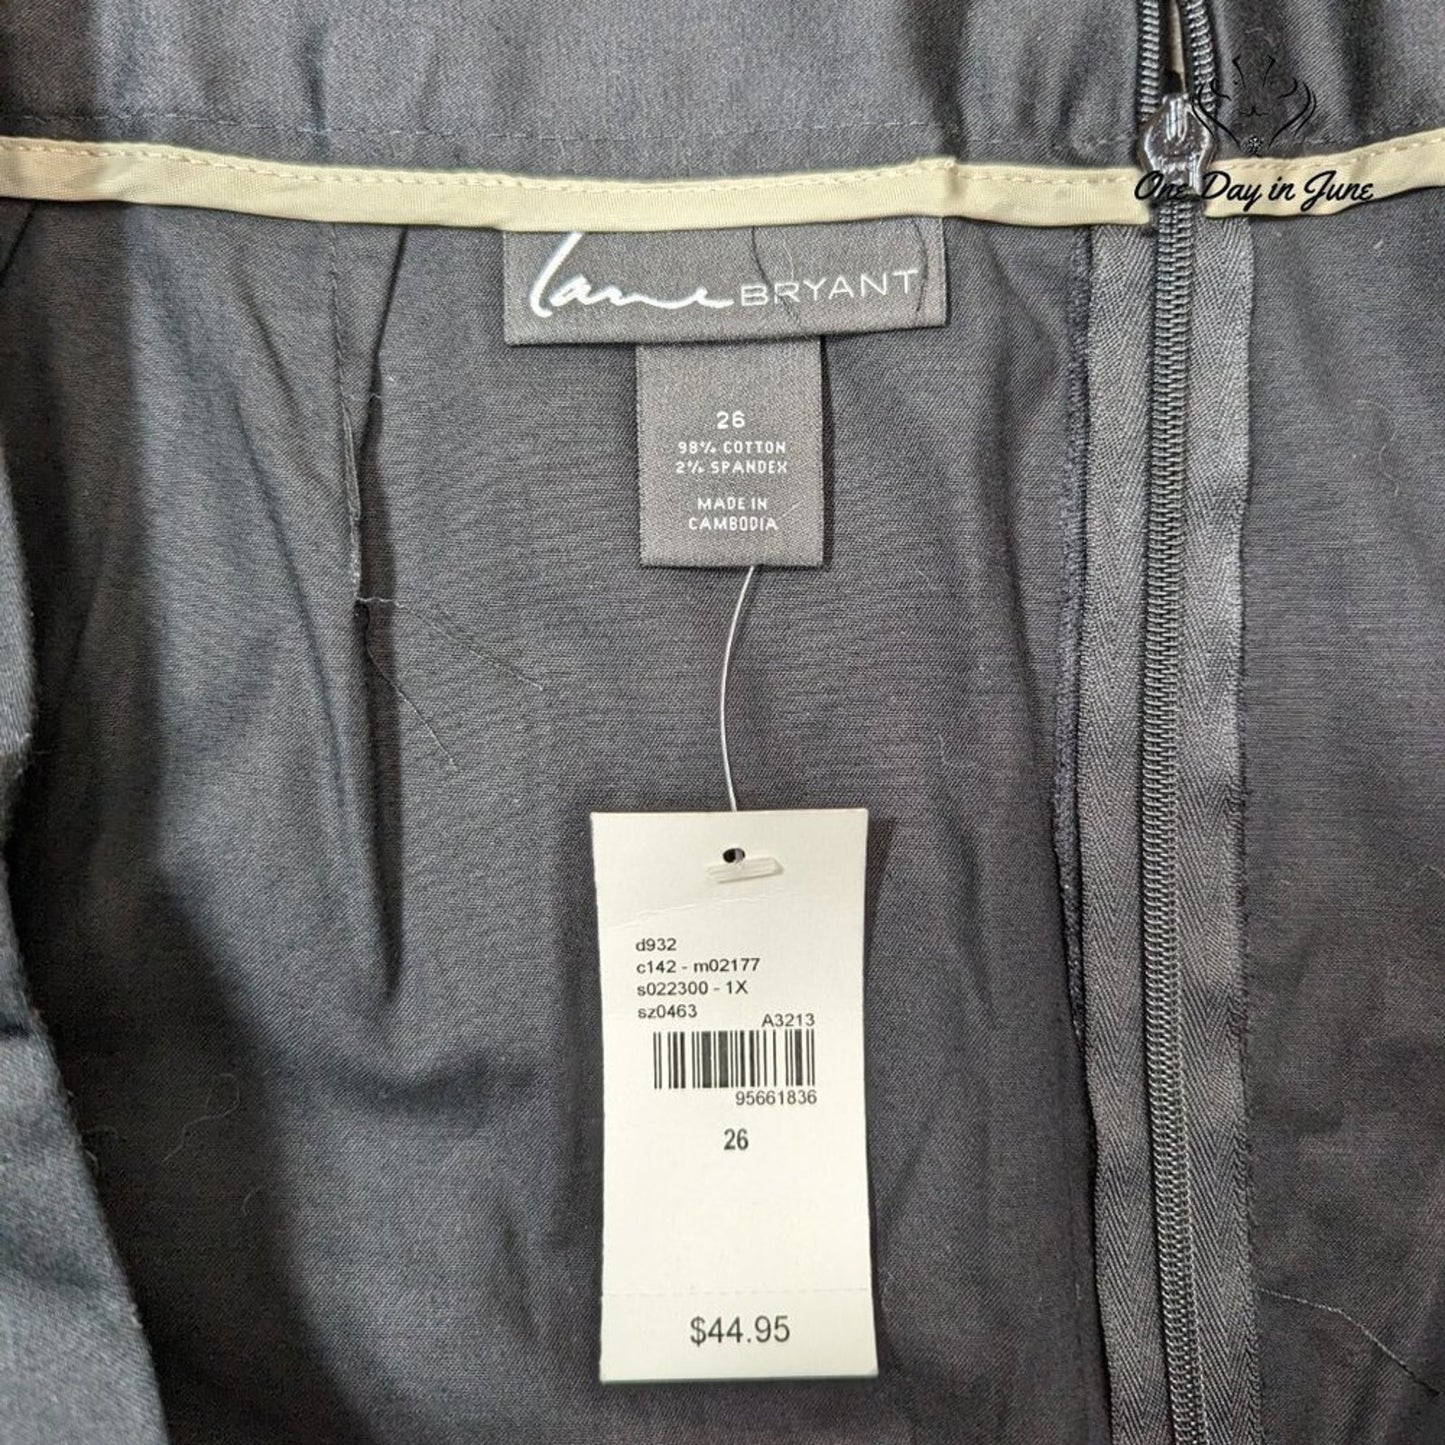 One Day in June
Lane BRYANT
26
98% COTTON
2% SPANDEX
MADE IN
CAMBODIA
d932
c142 - m02177
s022300 - 1X
sz0463
A3213
95661836
26
$44.95